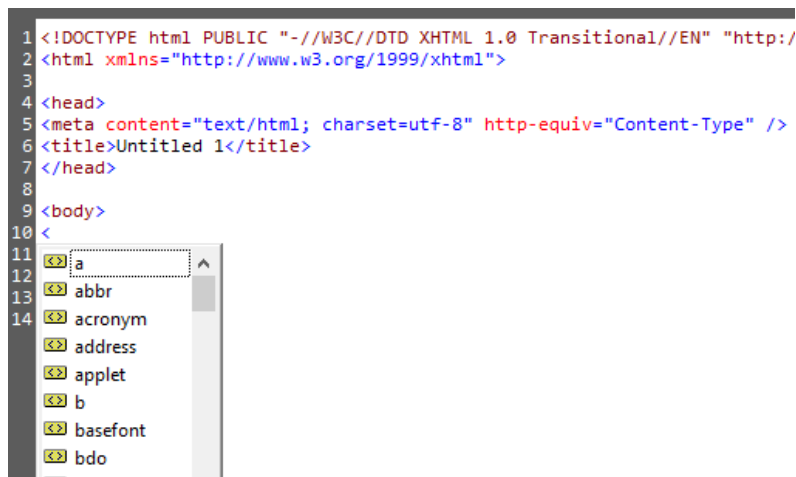 1 <!DOCTYPE html PUBLIC "-//W3C//DTD XHTML 1.0 Transitional//EN" "http:/
2 <html xmlns="http://www.w3.org/1999/xhtml">
3
4 <head>
5 <meta content="text/html; charset=utf-8" http-equiv="Content-Type" />
6 <title>Untitled 1</title>
7 </head>
8
9 <body>
10 <
11
12
13
14
a
abbr
acronym
address
applet
b
basefont
bdo